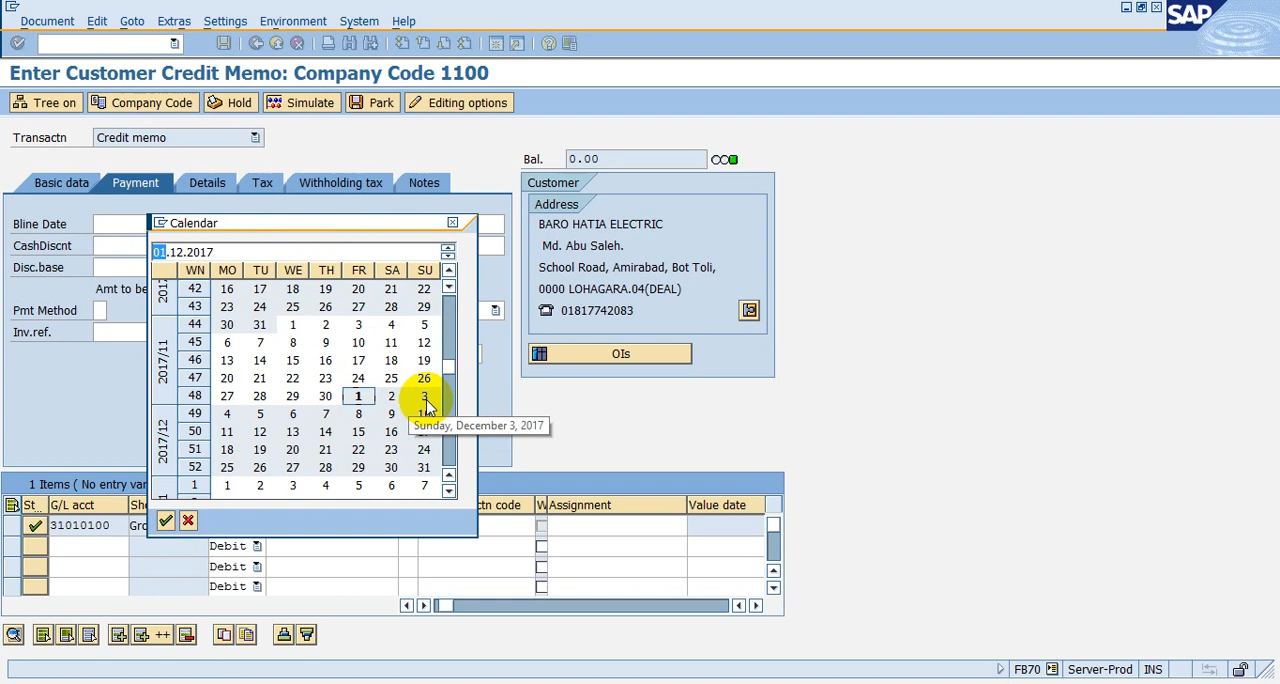 Document Edit Goto Extras Settings Environment System Help
SAP
Enter Customer Credit Memo: Company Code 1100
Tree on Company Code Hold Simulate Park Editing options
Transactn Credit memo
Bal. 0.00
Basic data Payment Details Tax Withholding tax Notes
Customer
Address
BARO HATIA ELECTRIC
Md. Abu Saleh.
School Road, Amirabad, Bot Toli,
0000 LOHAGARA.04(DEAL)
01817742083
OIs
Bline Date
CashDiscnt
Disc.base
Amt to be
Pmt Method
Inv.ref.
Calendar
01.12.2017
WN MO TU WE TH FR SA SU
42 16 17 18 19 20 21 22
43 23 24 25 26 27 28 29
44 30 31 1 2 3 4 5
45 6 7 8 9 10 11 12
46 13 14 15 16 17 18 19
47 20 21 22 23 24 25 26
48 27 28 29 30 1 2 3
49 4 5 6 7 8 9
50 11 12 13 14 15 16
51 18 19 20 21 22 23 24
52 25 26 27 28 29 30 31
1 1 2 3 4 5 6 7
2017/11
2017/12
Sunday, December 3, 2017
1 Items ( No entry var
St.. G/L acct Sho ctn code W Assignment Value date
31010100 Gro
Debit
Debit
Debit
FB70 Server-Prod INS